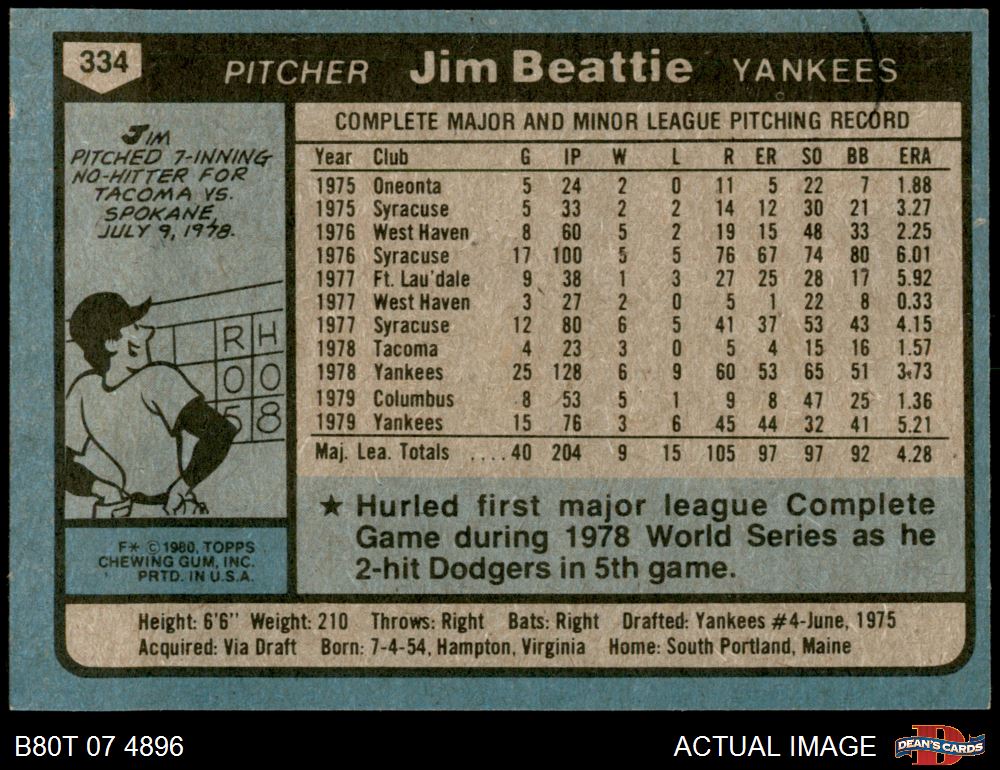 334
PITCHER Jim Beattie YANKEES
JIM
PITCHED 7-INNING
NO-HITTER FOR
TACOMA VS.
SPOKANE,
JULY 9, 1978.
R H
0 0
5 8
F* © 1980, TOPPS
CHEWING GUM, INC.
PRTD. IN U.S.A.
COMPLETE MAJOR AND MINOR LEAGUE PITCHING RECORD
Year Club G IP W L R ER SO BB ERA
1975 Oneonta 5 24 2 0 11 5 22 7 1.88
1975 Syracuse 5 33 2 2 14 12 30 21 3.27
1976 West Haven 8 60 5 2 19 15 48 33 2.25
1976 Syracuse 17 100 5 5 76 67 74 80 6.01
1977 Ft. Lau'dale 9 38 1 3 27 25 28 17 5.92
1977 West Haven 3 27 2 0 5 1 22 8 0.33
1977 Syracuse 12 80 6 5 41 37 53 43 4.15
1978 Tacoma 4 23 3 0 5 4 15 16 1.57
1978 Yankees 25 128 6 9 60 53 65 51 3.73
1979 Columbus 8 53 5 1 9 8 47 25 1.36
1979 Yankees 15 76 3 6 45 44 32 41 5.21
Maj. Lea. Totals ....40 204 9 15 105 97 97 92 4.28
★ Hurled first major league Complete
Game during 1978 World Series as he
2-hit Dodgers in 5th game.
Height: 6'6" Weight: 210 Throws: Right Bats: Right Drafted: Yankees #4-June, 1975
Acquired: Via Draft Born: 7-4-54, Hampton, Virginia Home: South Portland, Maine
B80T 07 4896
ACTUAL IMAGE
DEAN'S CARDS